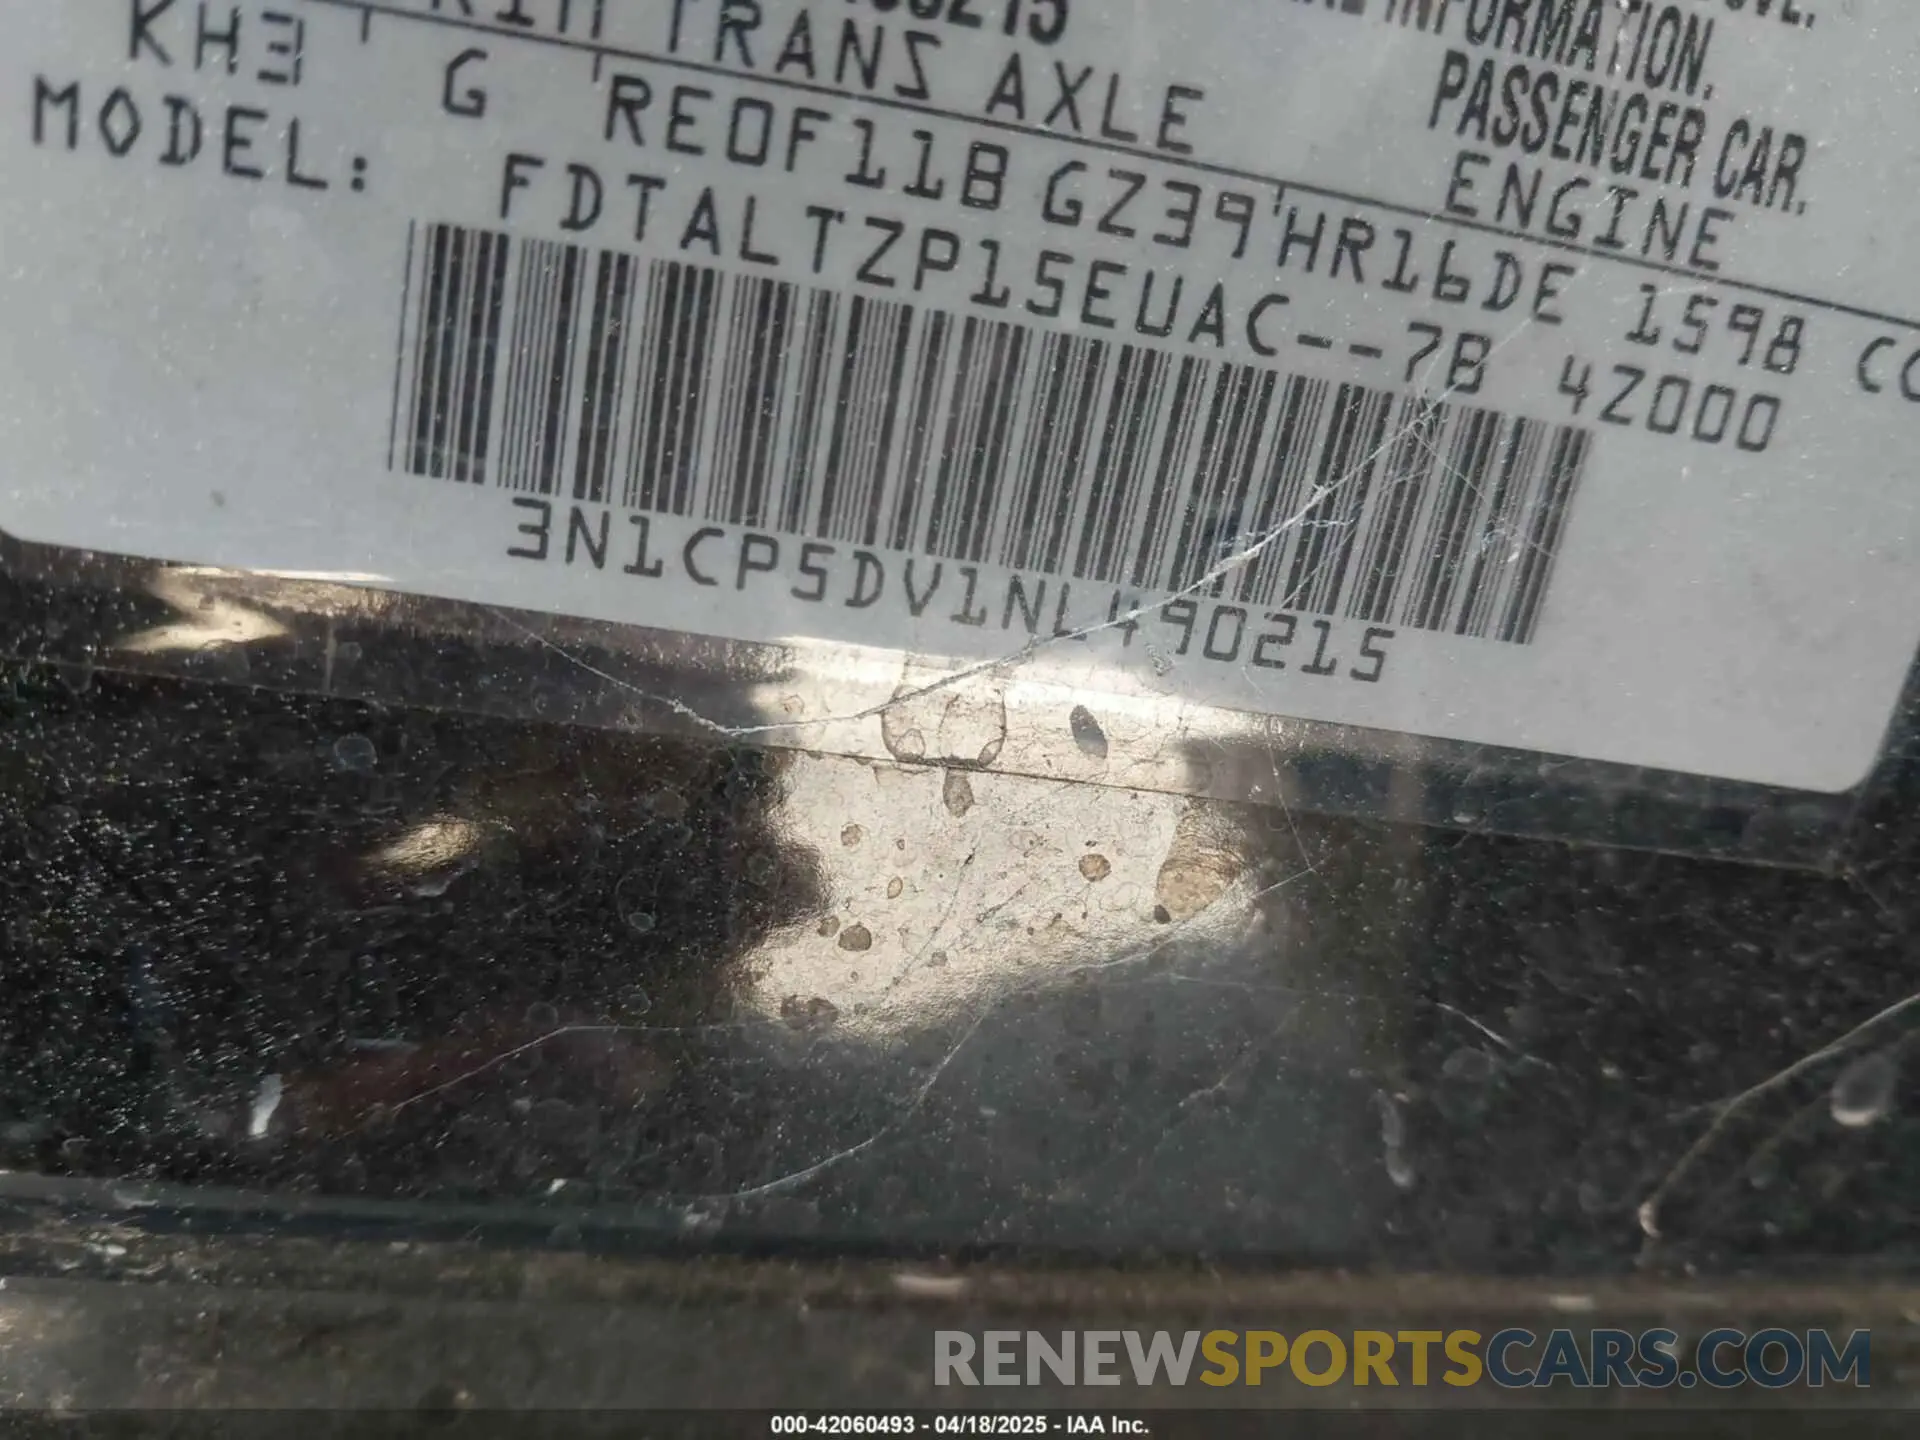 TRANS AXLE
INFORMATION.
PASSENGER CAR.
ENGINE
KH3 G RE0F11B GZ39 HR16DE 1598
MODEL: FDTALTZP15EUAC--7B 4Z000
3N1CP5DV1NL490215
RENEWSPORTSCARS.COM
000-42060493 - 04/18/2025 - IAA Inc.